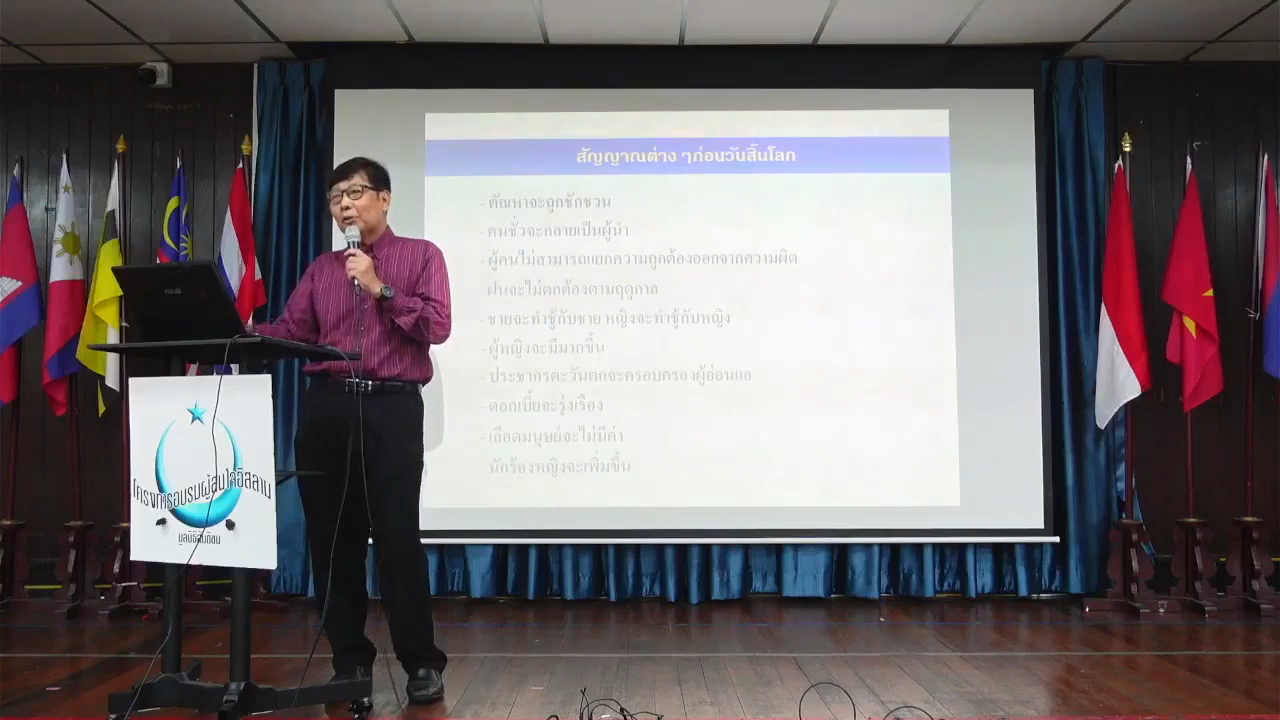 สัญญาณต่าง ๆก่อนวันสิ้นโลก
- ตัณหาจะถูกชักชวน
- คนชั่วจะกลายเป็นผู้นำ
- ผู้คนไม่สามารถแยกความถูกต้องออกจากความผิด
ฝนจะไม่ตกต้องตามฤดูกาล
- ชายจะทำชู้กับชาย หญิงจะทำชู้กับหญิง
- ผู้หญิงจะมีมากขึ้น
- ประชากรตะวันตกจะครอบครองผู้อ่อนแอ
- ดอกเบี้ยจะรุ่งเรือง
- เลือดมนุษย์จะไม่มีค่า
- นักร้องหญิงจะเพิ่มขึ้น
ASUS
โครงการอบรมผู้สนใจอิสลาม
มูลนิธิสันติชน